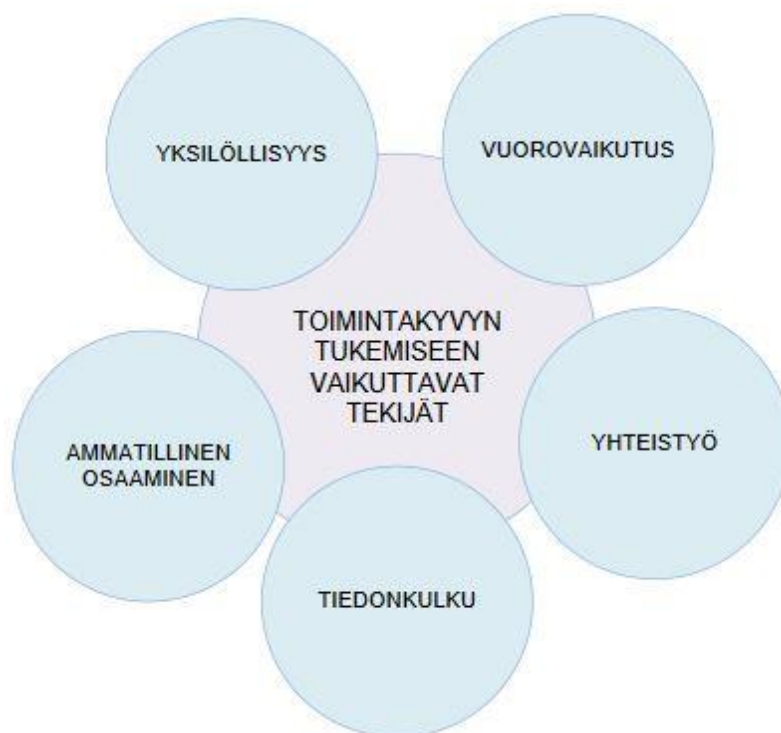 YKSILÖLLISYYS
VUOROVAIKUTUS
TOIMINTAKYVYN
TUKEMISEEN
VAIKUTTAVAT
TEKIJÄT
YHTEISTYÖ
AMMATILLINEN
OSAAMINEN
TIEDONKULKU